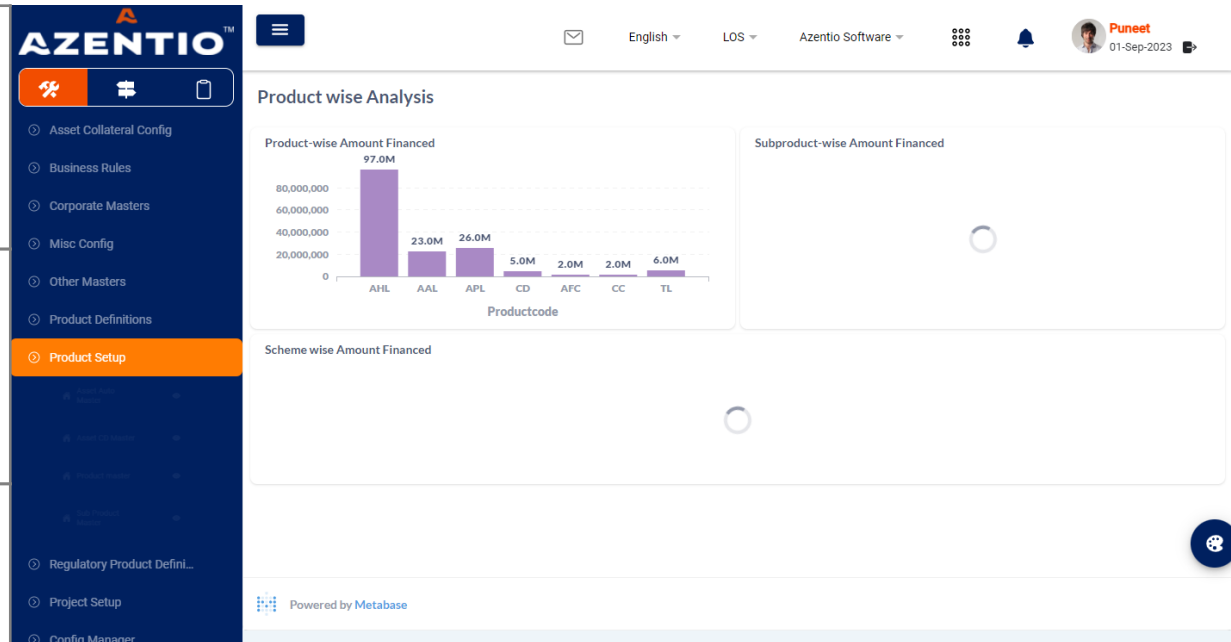 AZENTIO™
English
LOS
Azentio Software
Puneet
01-Sep-2023
Asset Collateral Config
Business Rules
Corporate Masters
Misc Config
Other Masters
Product Definitions
Product Setup
Regulatory Product Defini...
Project Setup
Config Manager
Product wise Analysis
Product-wise Amount Financed
97.0M
80,000,000
60,000,000
40,000,000
23.0M
26.0M
20,000,000
5.0M
2.0M
2.0M
6.0M
0
AHL AAL APL CD AFC CC TL
Productcode
Subproduct-wise Amount Financed
Scheme wise Amount Financed
Powered by Metabase